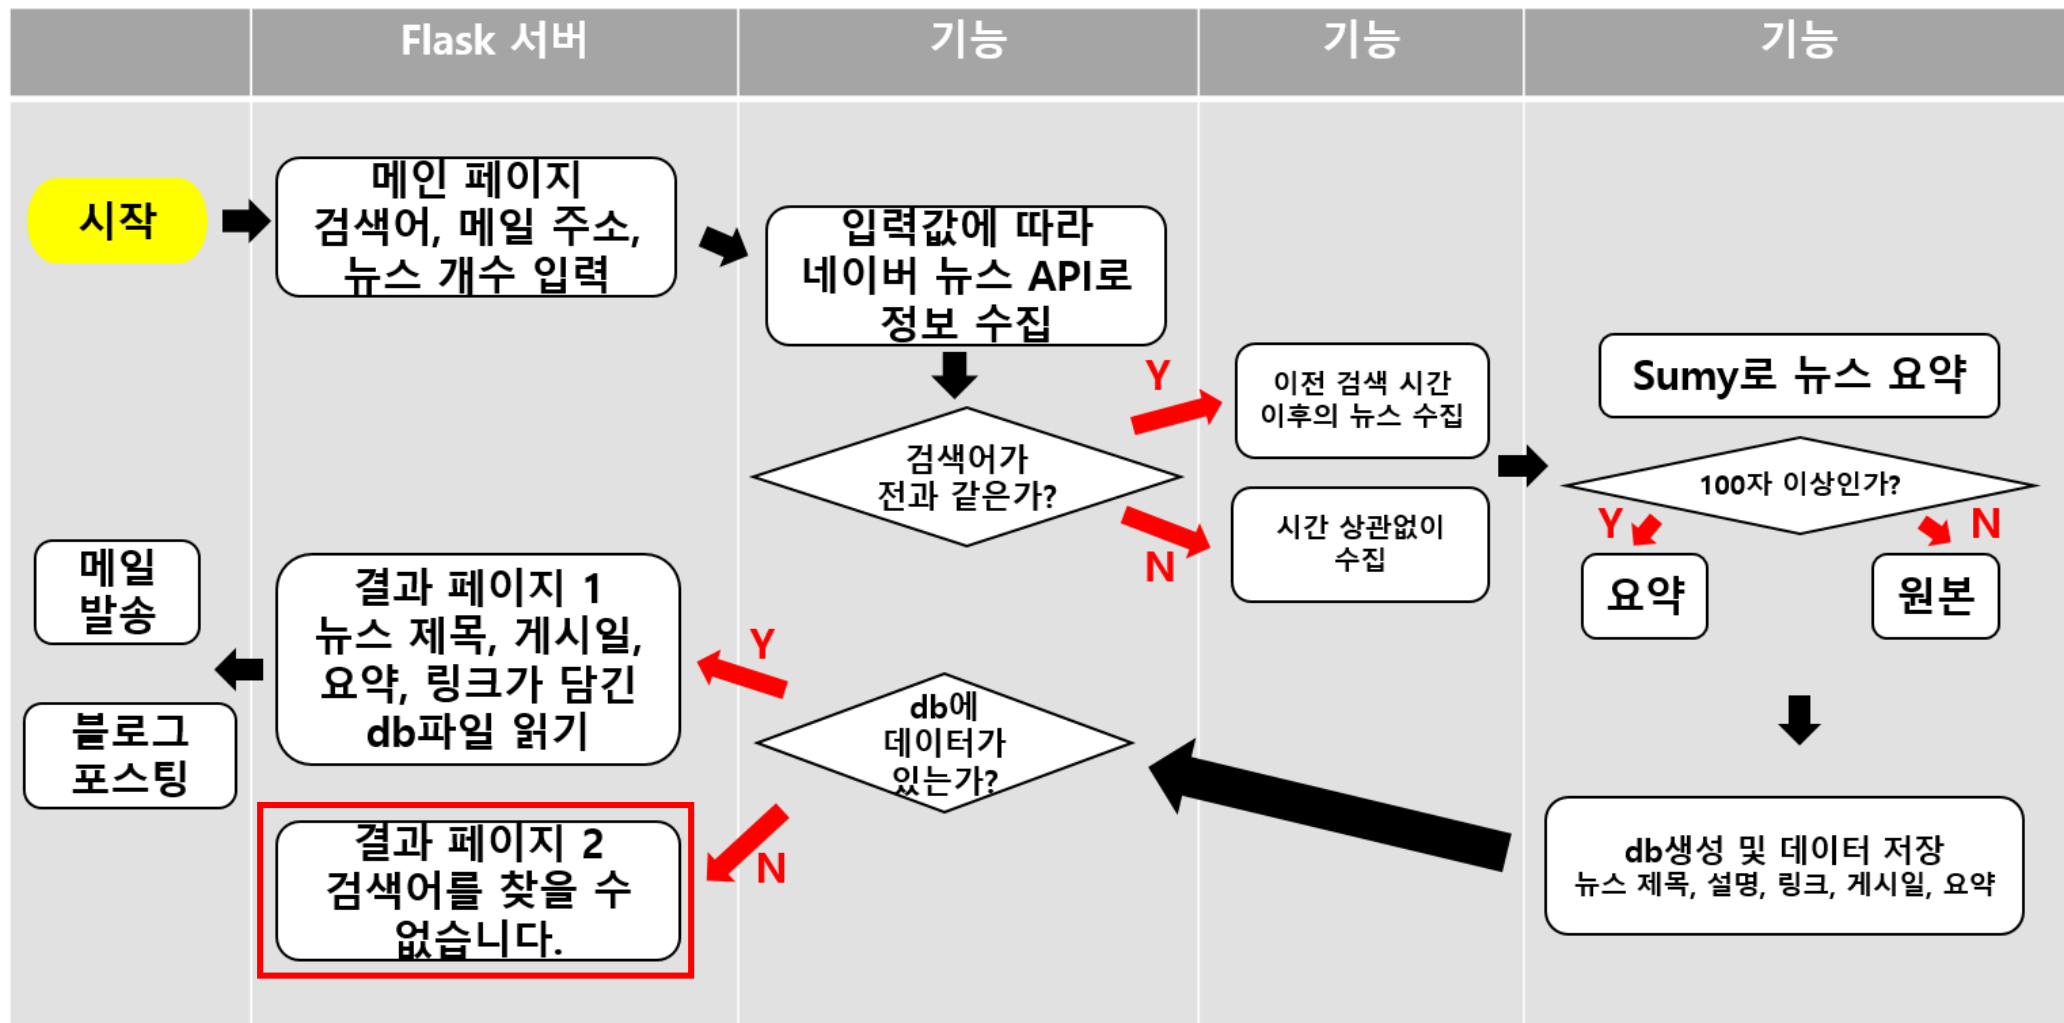 Flask 서버
기능
기능
기능
시작
메인 페이지
검색어, 메일 주소,
뉴스 개수 입력
입력값에 따라
네이버 뉴스 API로
정보 수집
검색어가
전과 같은가?
Y
N
이전 검색 시간
이후의 뉴스 수집
시간 상관없이
수집
Sumy로 뉴스 요약
100자 이상인가?
Y
N
요약
원본
db생성 및 데이터 저장
뉴스 제목, 설명, 링크, 게시일, 요약
db에
데이터가
있는가?
Y
N
결과 페이지 1
뉴스 제목, 게시일,
요약, 링크가 담긴
db파일 읽기
결과 페이지 2
검색어를 찾을 수
없습니다.
메일
발송
블로그
포스팅